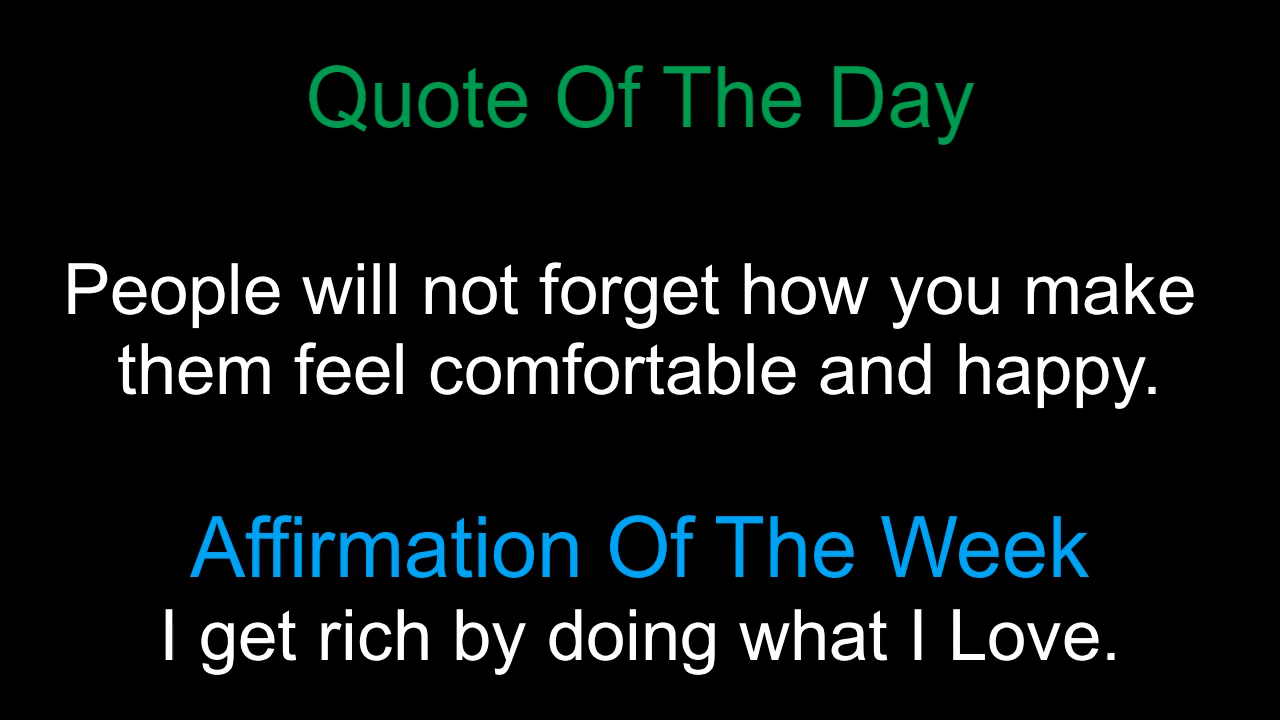 Quote Of The Day
People will not forget how you make
them feel comfortable and happy.
Affirmation Of The Week
I get rich by doing what I Love.